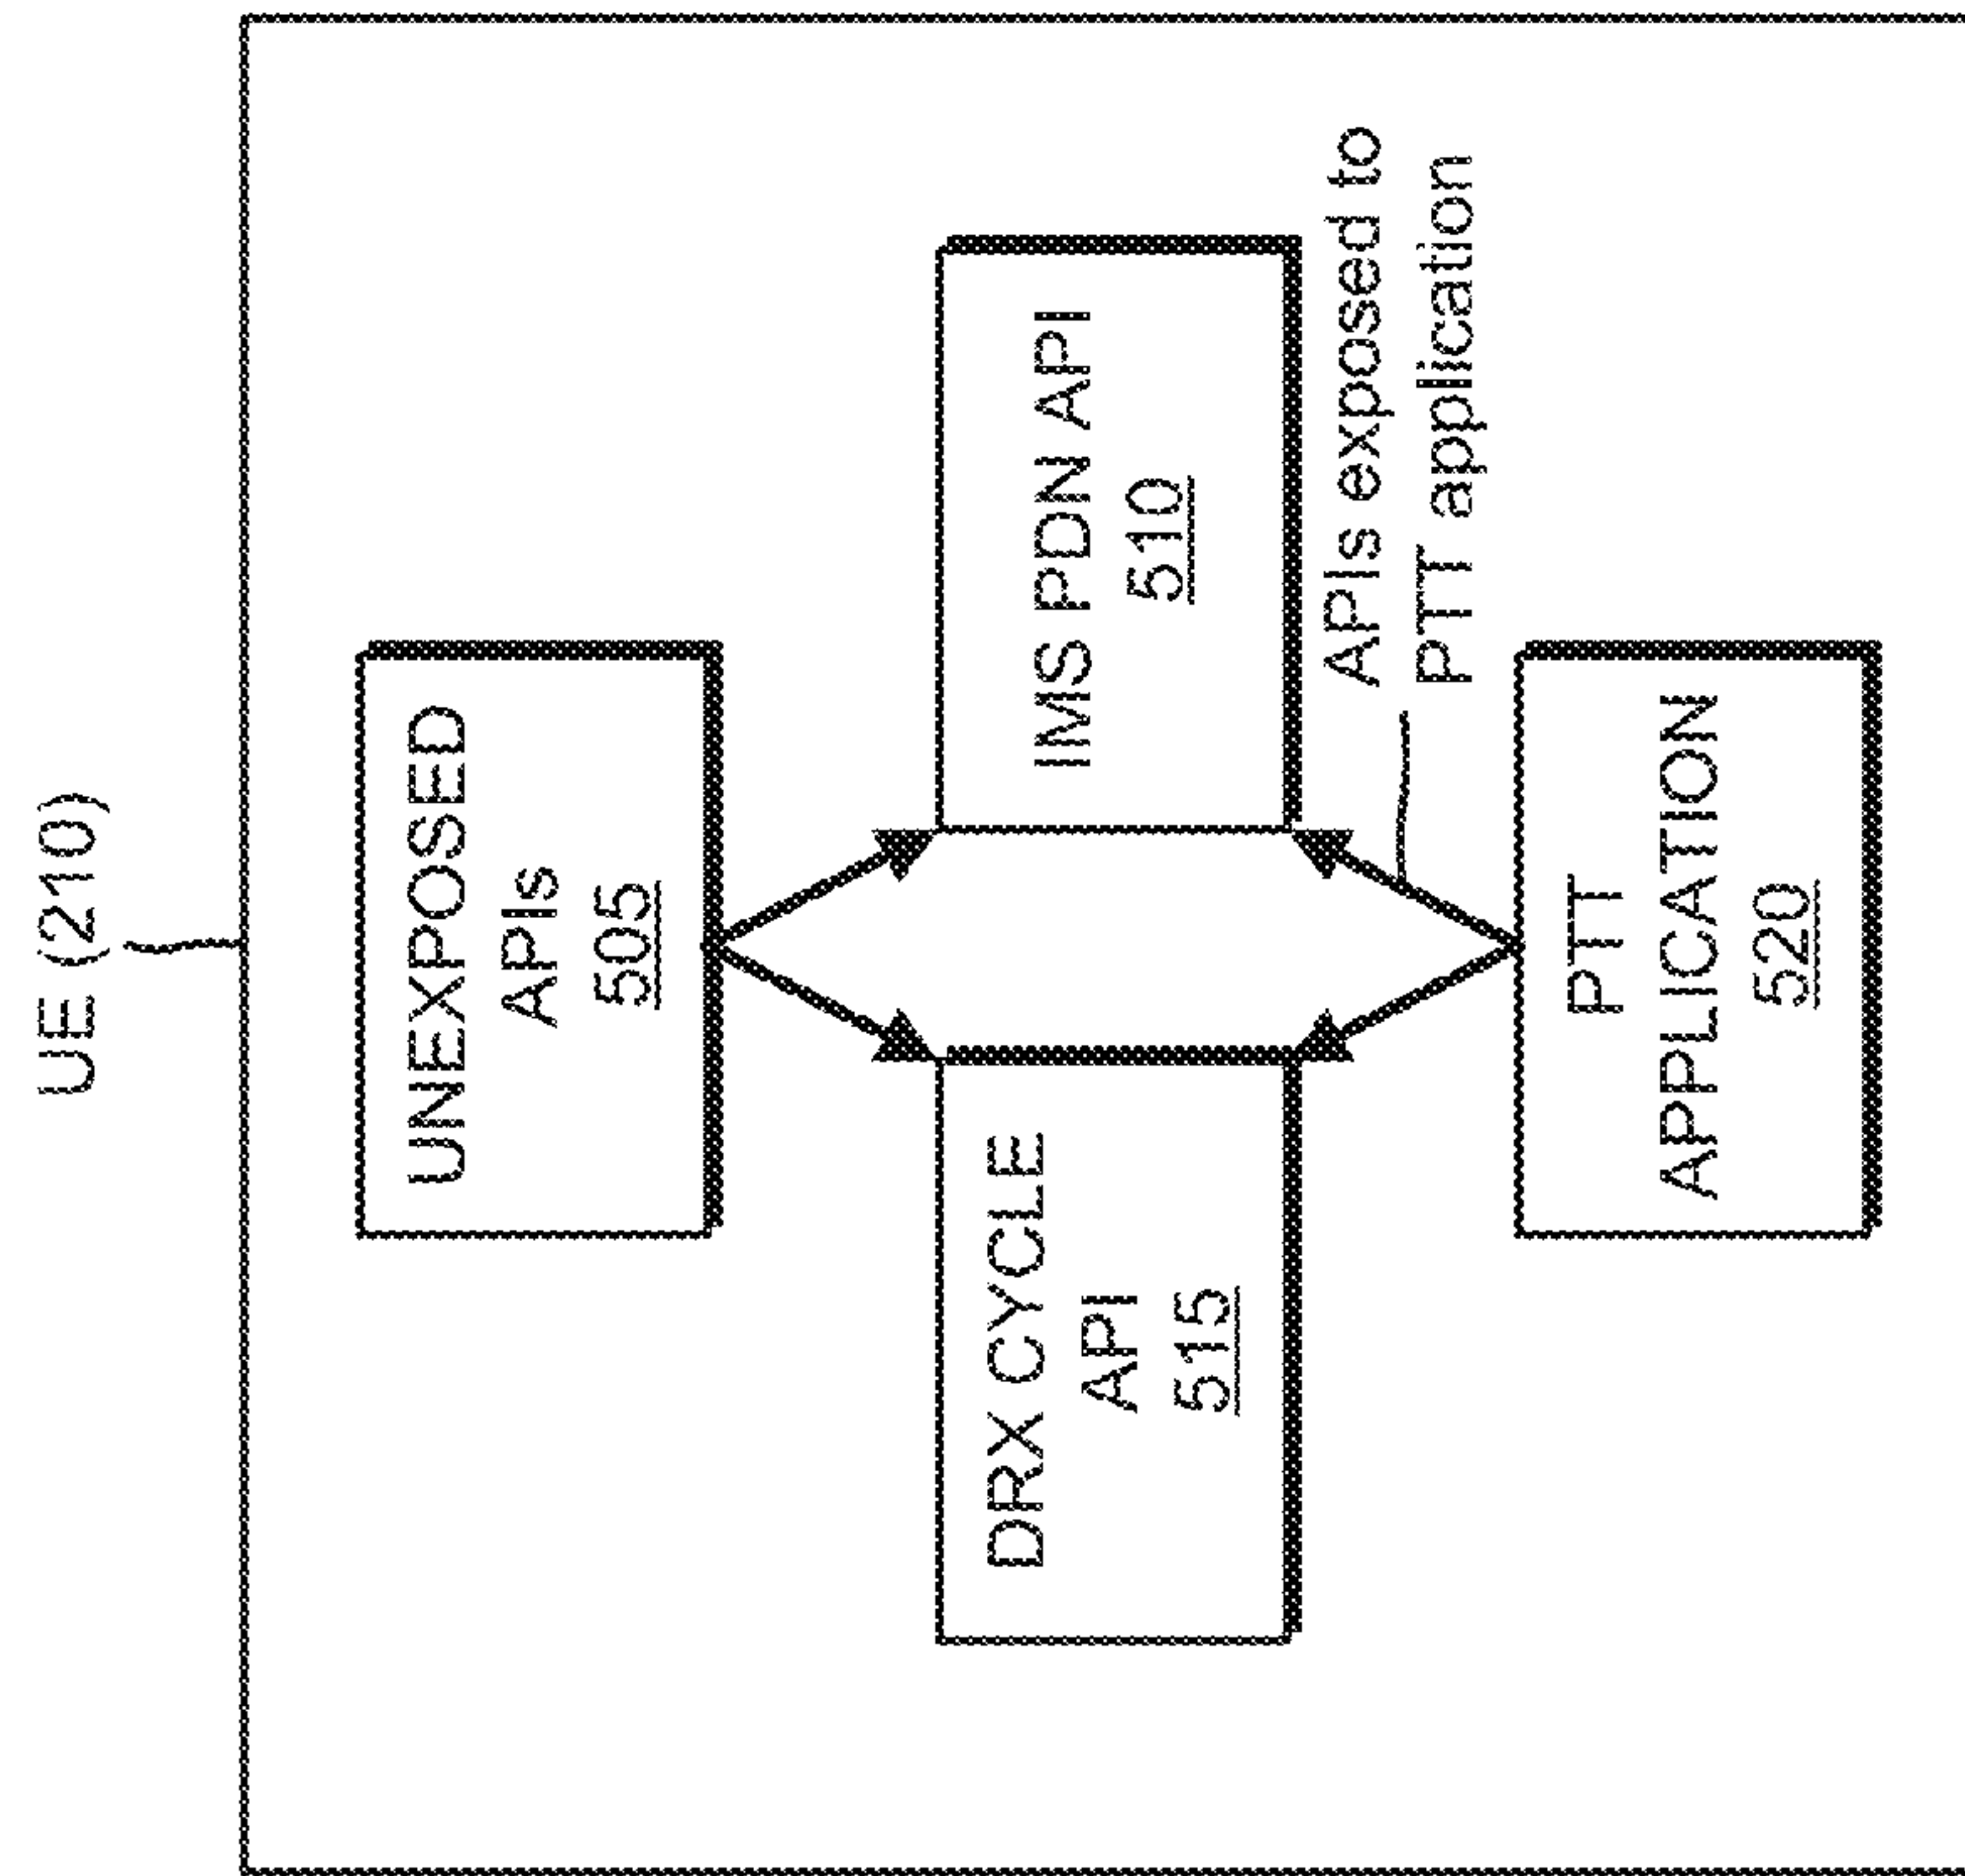 UE (210)
UNEXPOSED
APIs
505
IMS PDN API
510
DRX CYCLE
API
515
APIs exposed to
PTT application
PTT
APPLICATION
520